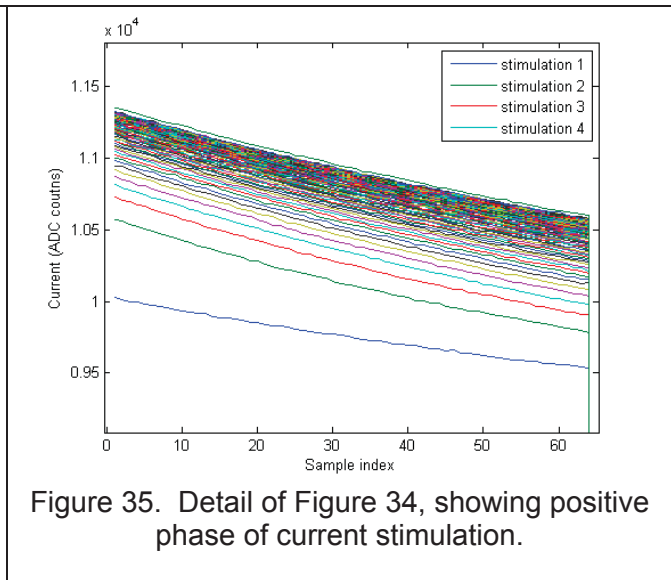 x 10^4
1.15
1.1
1.05
1
0.95
0
10
20
30
40
50
60
Current (ADC coutns)
Sample index
stimulation 1
stimulation 2
stimulation 3
stimulation 4
Figure 35. Detail of Figure 34, showing positive
phase of current stimulation.